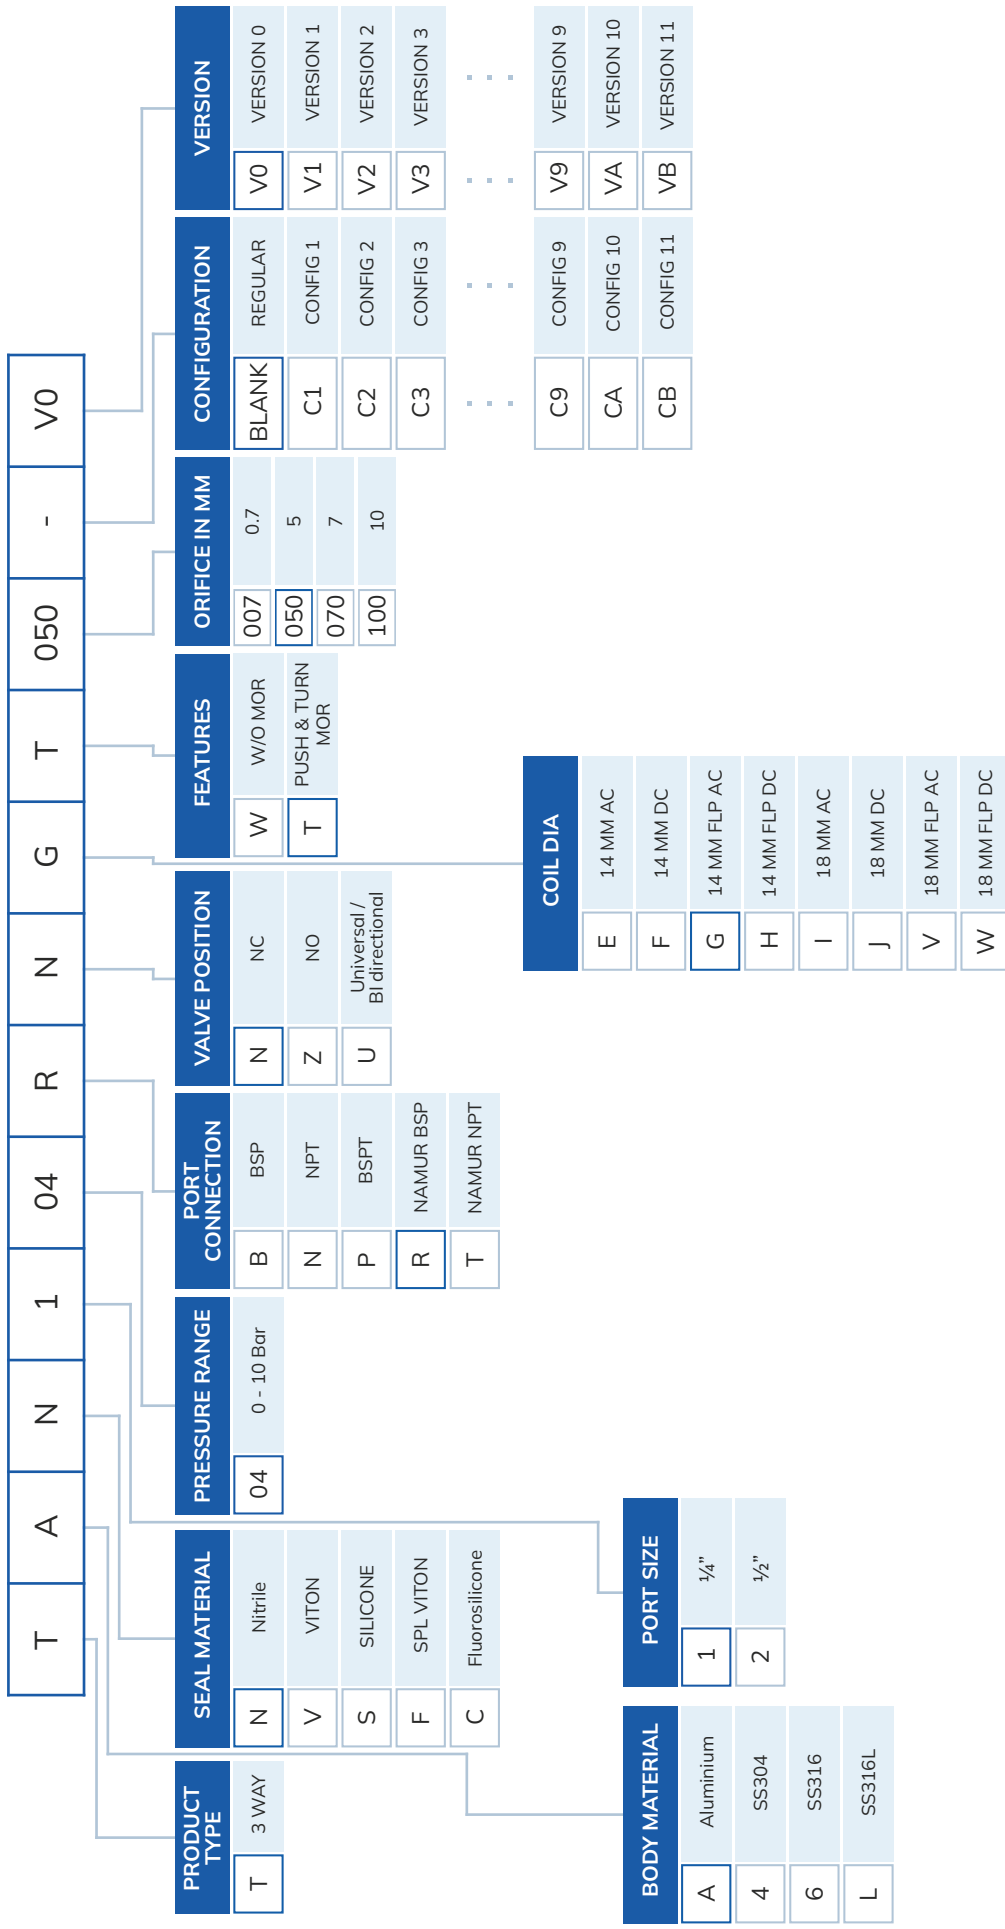 T A N 1 04 R N G T 050 - V0
PRODUCT
TYPE
T 3 WAY
SEAL MATERIAL
N Nitrile
V VITON
S SILICONE
F SPL VITON
C Fluorosilicone
PRESSURE RANGE
04 0 - 10 Bar
PORT
CONNECTION
B BSP
N NPT
P BSPT
R NAMUR BSP
T NAMUR NPT
VALVE POSITION
N NC
Z NO
U Universal /
BI directional
FEATURES
W W/O MOR
T PUSH & TURN
MOR
ORIFICE IN MM
007 0.7
050 5
070 7
100 10
CONFIGURATION
BLANK REGULAR
C1 CONFIG 1
C2 CONFIG 2
C3 CONFIG 3
. . . . . .
C9 CONFIG 9
CA CONFIG 10
CB CONFIG 11
VERSION
V0 VERSION 0
V1 VERSION 1
V2 VERSION 2
V3 VERSION 3
. . . . . .
V9 VERSION 9
VA VERSION 10
VB VERSION 11
BODY MATERIAL
A Aluminium
4 SS304
6 SS316
L SS316L
PORT SIZE
1 ¼”
2 ½”
COIL DIA
E 14 MM AC
F 14 MM DC
G 14 MM FLP AC
H 14 MM FLP DC
I 18 MM AC
J 18 MM DC
V 18 MM FLP AC
W 18 MM FLP DC